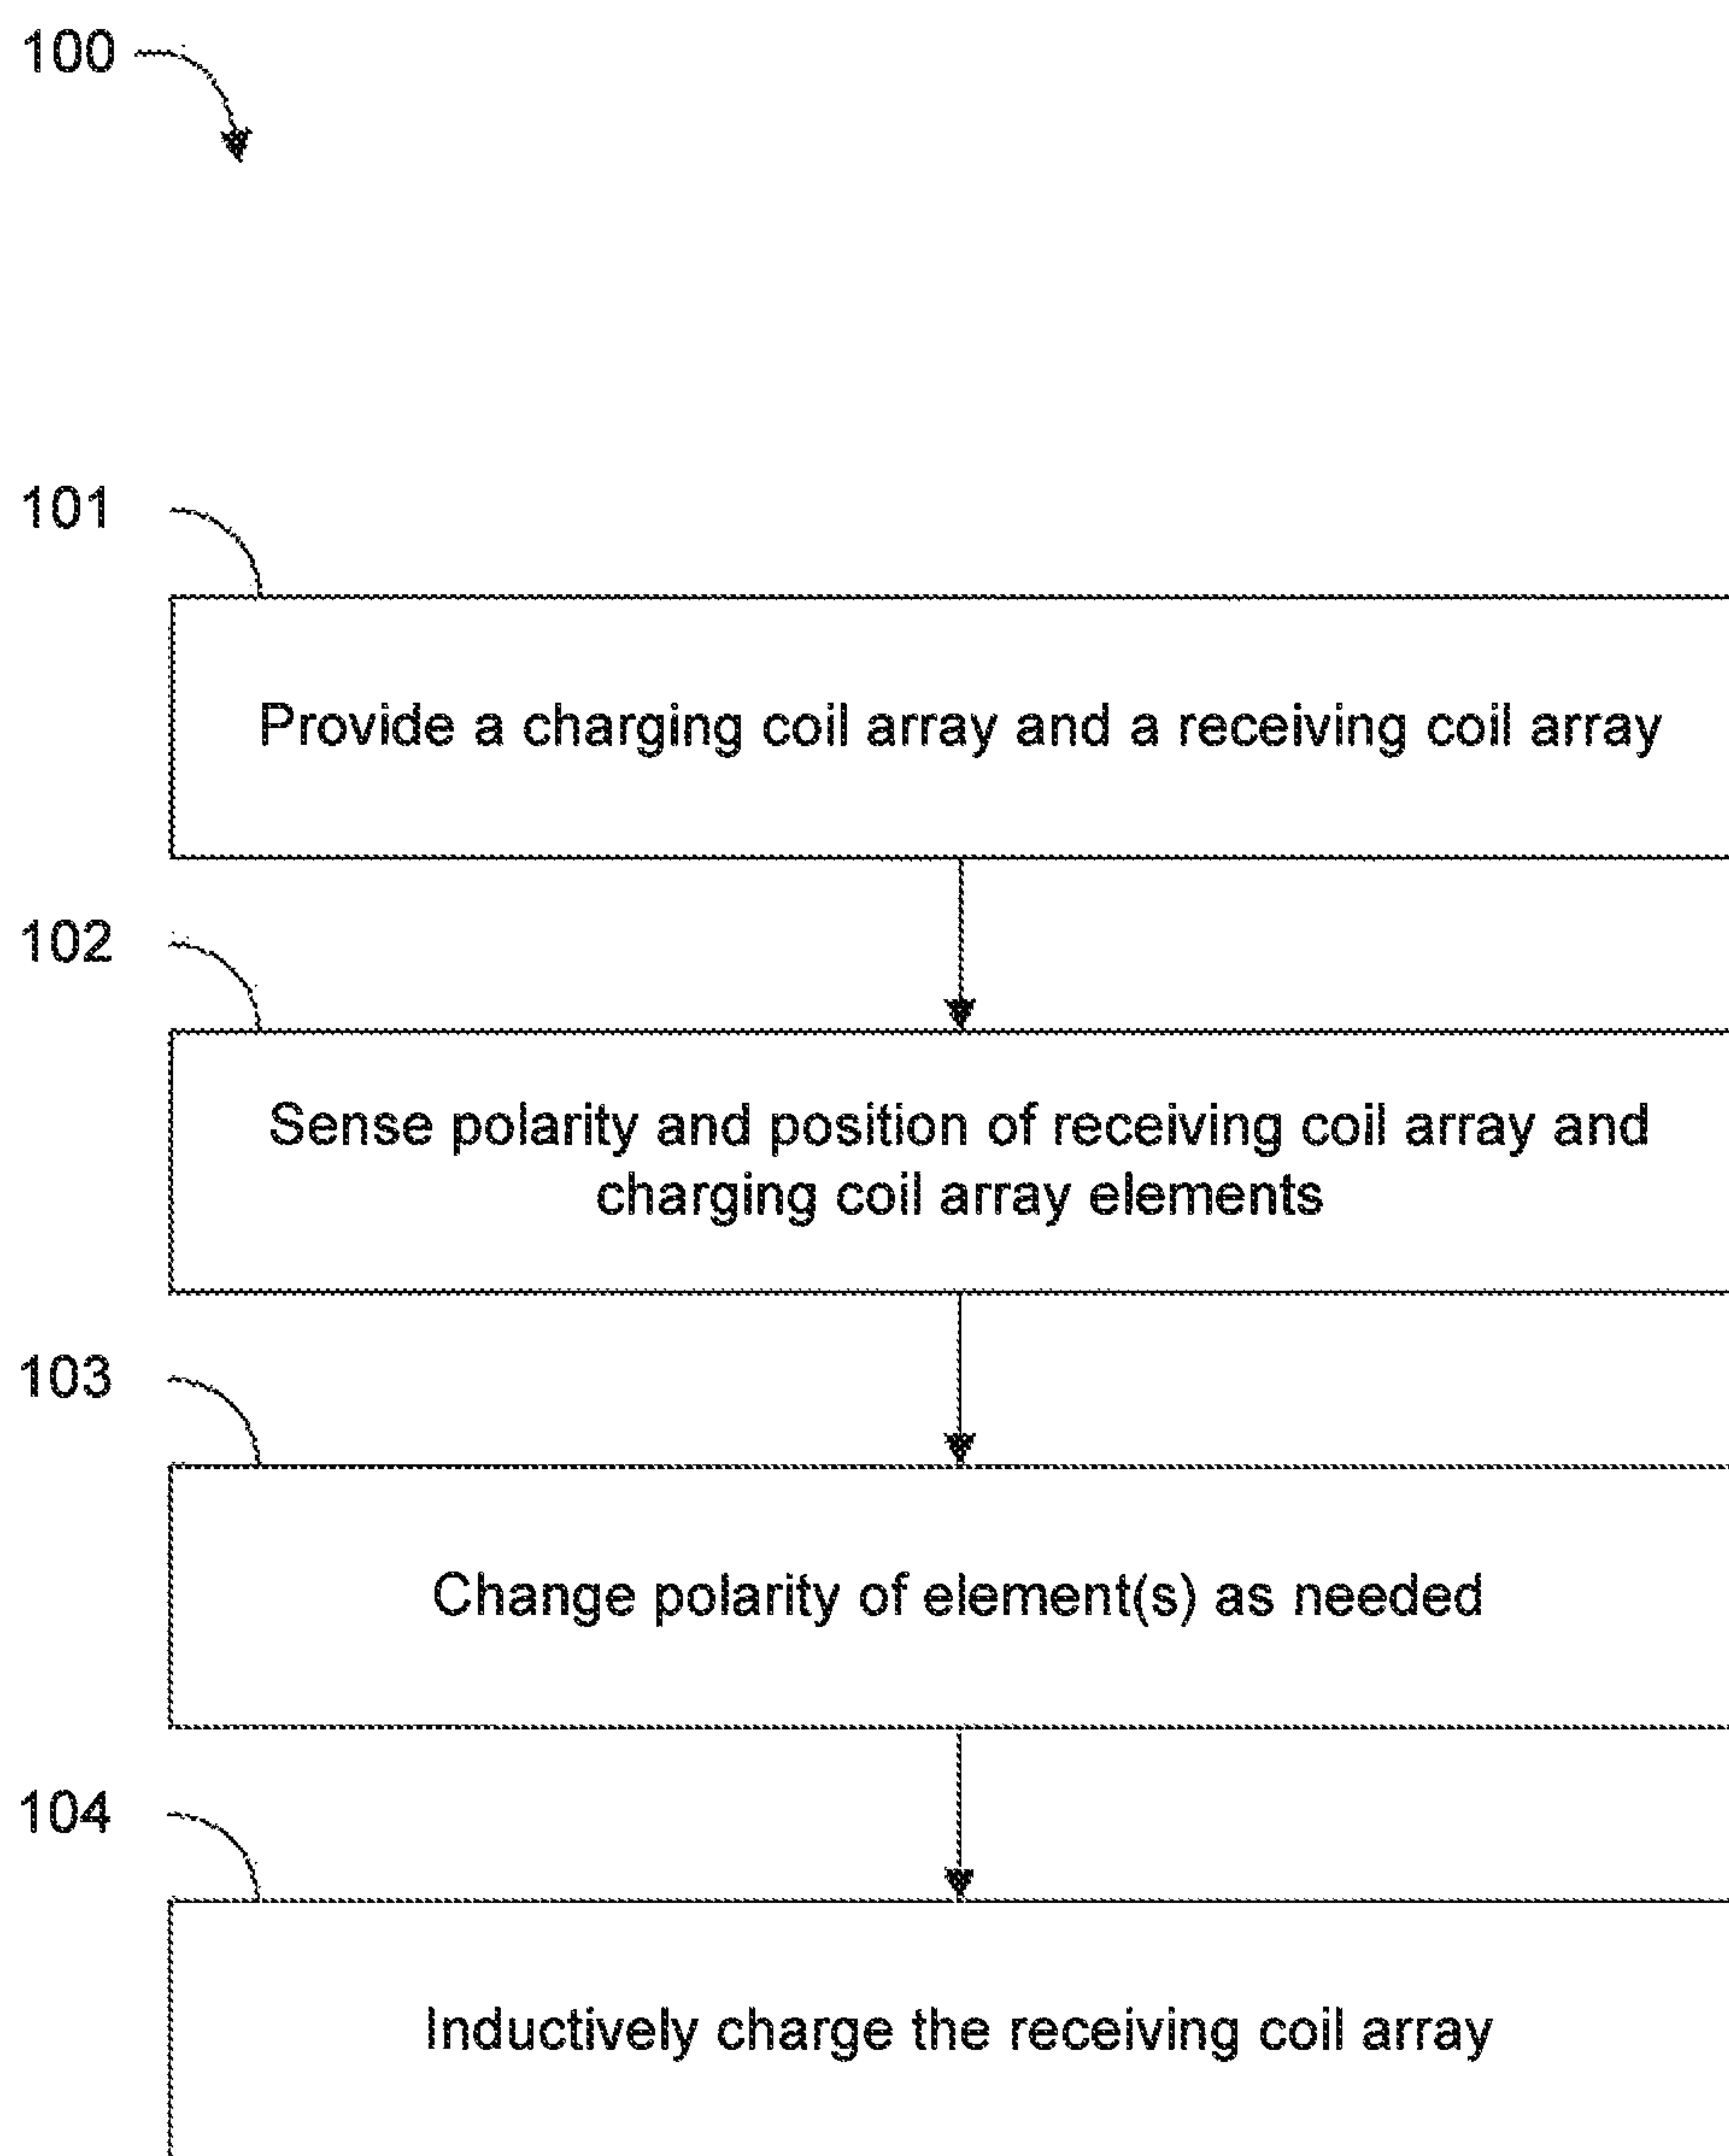 100
101
Provide a charging coil array and a receiving coil array
102
Sense polarity and position of receiving coil array and
charging coil array elements
103
Change polarity of element(s) as needed
104
Inductively charge the receiving coil array